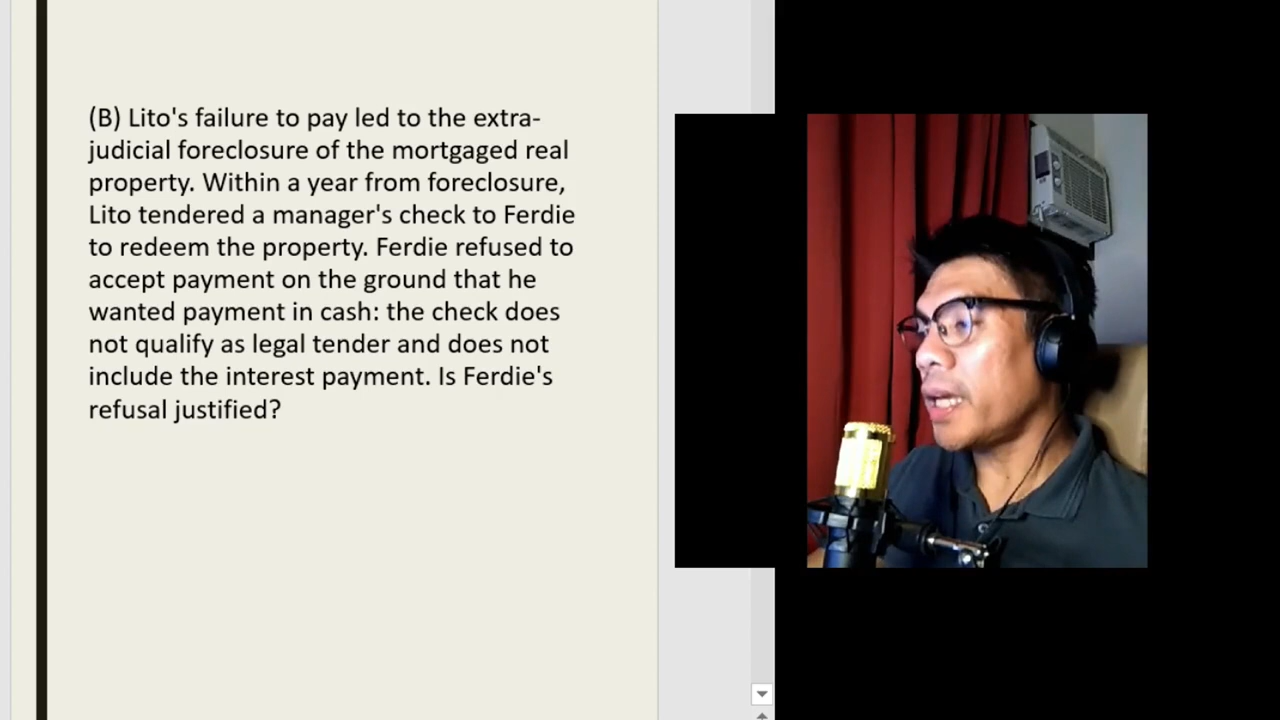 (B) Lito's failure to pay led to the extra-
judicial foreclosure of the mortgaged real
property. Within a year from foreclosure,
Lito tendered a manager's check to Ferdie
to redeem the property. Ferdie refused to
accept payment on the ground that he
wanted payment in cash: the check does
not qualify as legal tender and does not
include the interest payment. Is Ferdie's
refusal justified?